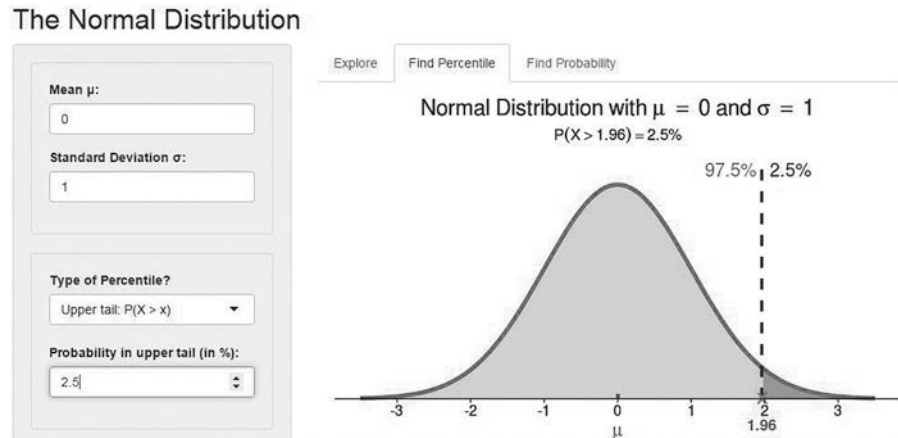 The Normal Distribution
Mean μ:
0
Standard Deviation σ:
1
Type of Percentile?
Upper tail: P(X > x)
Probability in upper tail (in %):
2.5
Explore
Find Percentile
Find Probability
Normal Distribution with μ = 0 and σ = 1
P(X > 1.96) = 2.5%
97.5% 2.5%
-3 -2 -1 0 1 2 3
1.96
μ